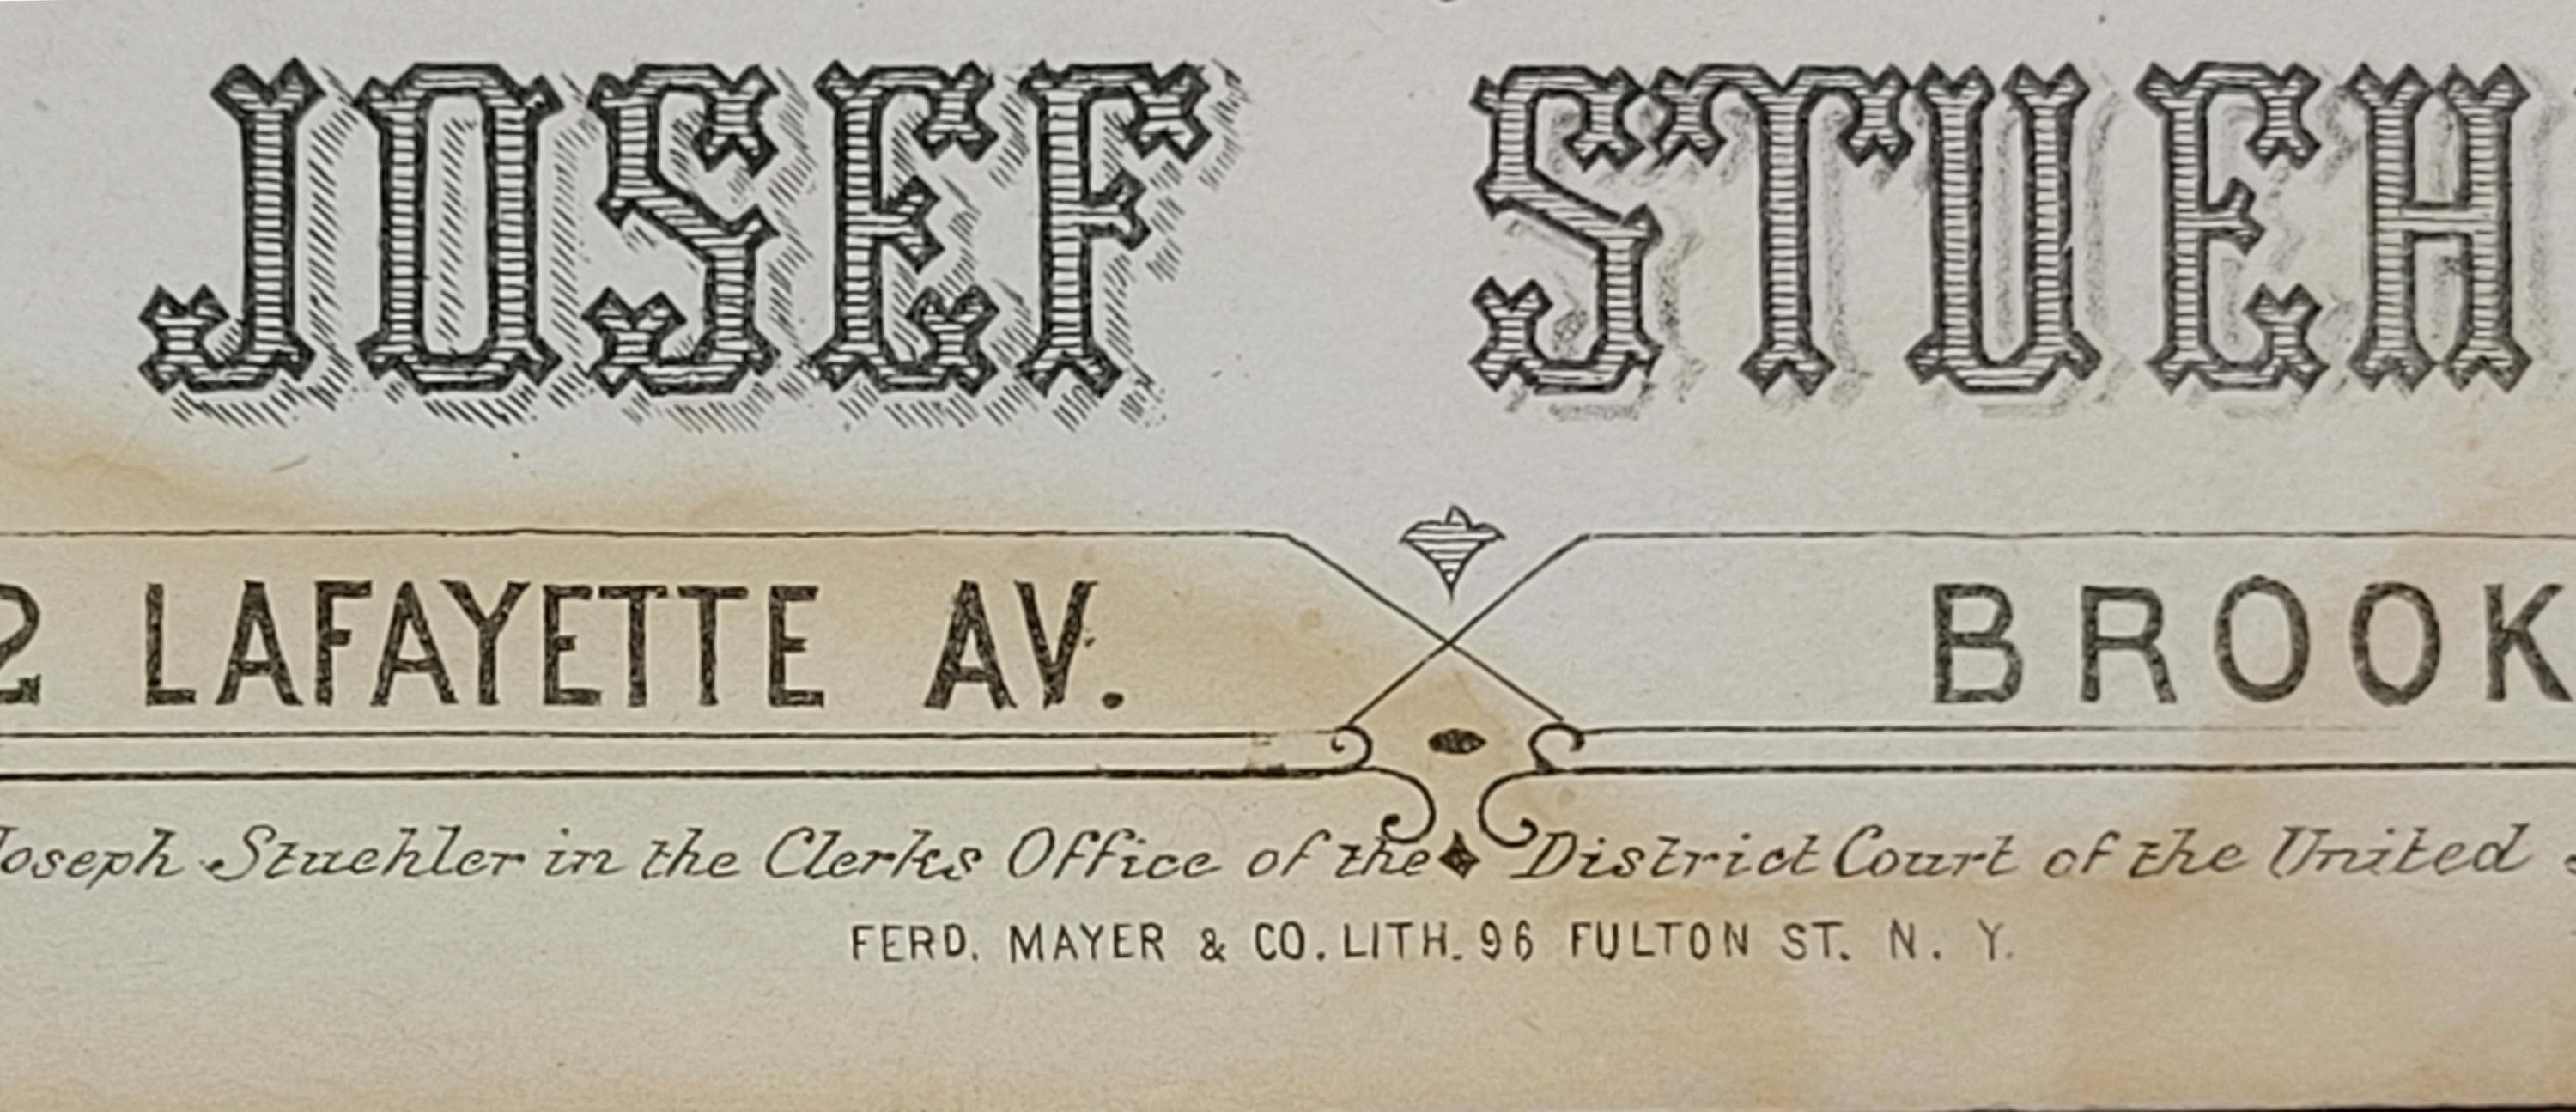 JOSEF STUEH
2 LAFAYETTE AV. BROOK
Joseph Stuehler in the Clerks Office of the District Court of the United
FERD. MAYER & CO. LITH. 96 FULTON ST. N. Y.